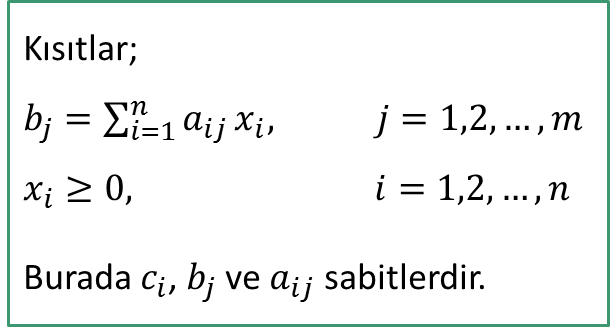 Kısıtlar;
b_j = ∑_{i=1}^{n} a_{ij} x_i, j = 1,2, … , m
x_i ≥ 0, i = 1,2, … , n
Burada c_i, b_j ve a_{ij} sabitlerdir.